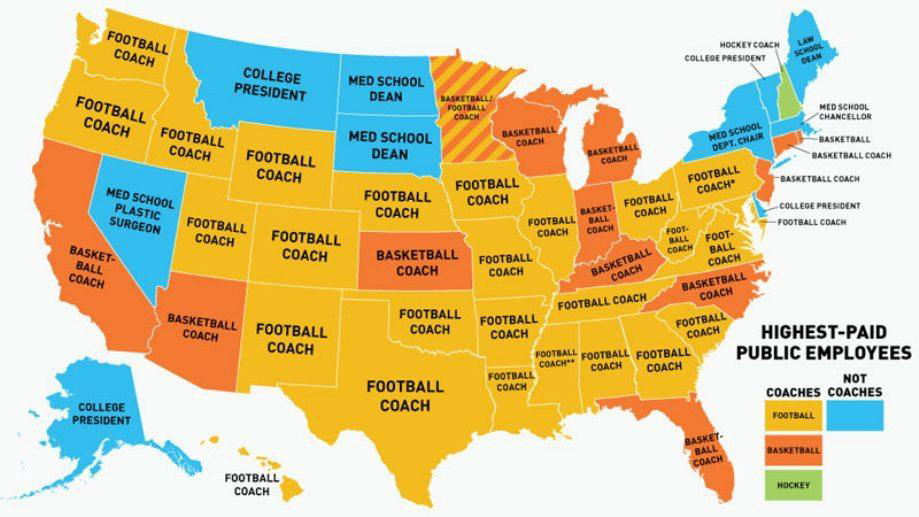 FOOTBALL
COACH
COLLEGE
PRESIDENT
MED SCHOOL
DEAN
BASKETBALL/
FOOTBALL
COACH
HOCKEY COACH
COLLEGE PRESIDENT
LAW
SCHOOL
DEAN
FOOTBALL
COACH
FOOTBALL
COACH
FOOTBALL
COACH
MED SCHOOL
DEAN
BASKETBALL
COACH
BASKETBALL
COACH
MED SCHOOL
DEPT. CHAIR
MED SCHOOL
CHANCELLOR
BASKETBALL
BASKETBALL COACH
BASKETBALL COACH
COLLEGE PRESIDENT
FOOTBALL COACH
MED SCHOOL
PLASTIC
SURGEON
FOOTBALL
COACH
FOOTBALL
COACH
FOOTBALL
COACH
FOOTBALL
COACH
FOOTBALL
COACH
BASKET-
BALL
COACH
FOOTBALL
COACH
FOOTBALL
COACH*
BASKET-
BALL
COACH
BASKETBALL
COACH
FOOTBALL
COACH
BASKETBALL
COACH
FOOT-
BALL
COACH
FOOT-
BALL
COACH
BASKETBALL
COACH
FOOTBALL
COACH
FOOTBALL
COACH
FOOTBALL
COACH
FOOTBALL COACH
BASKETBALL
COACH
FOOTBALL
COACH
FOOTBALL
COACH
FOOTBALL
COACH
FOOTBALL
COACH**
FOOTBALL
COACH
FOOTBALL
COACH
FOOTBALL
COACH
BASKET-
BALL
COACH
COLLEGE
PRESIDENT
FOOTBALL
COACH
HIGHEST-PAID
PUBLIC EMPLOYEES
COACHES
NOT
COACHES
FOOTBALL
BASKETBALL
HOCKEY